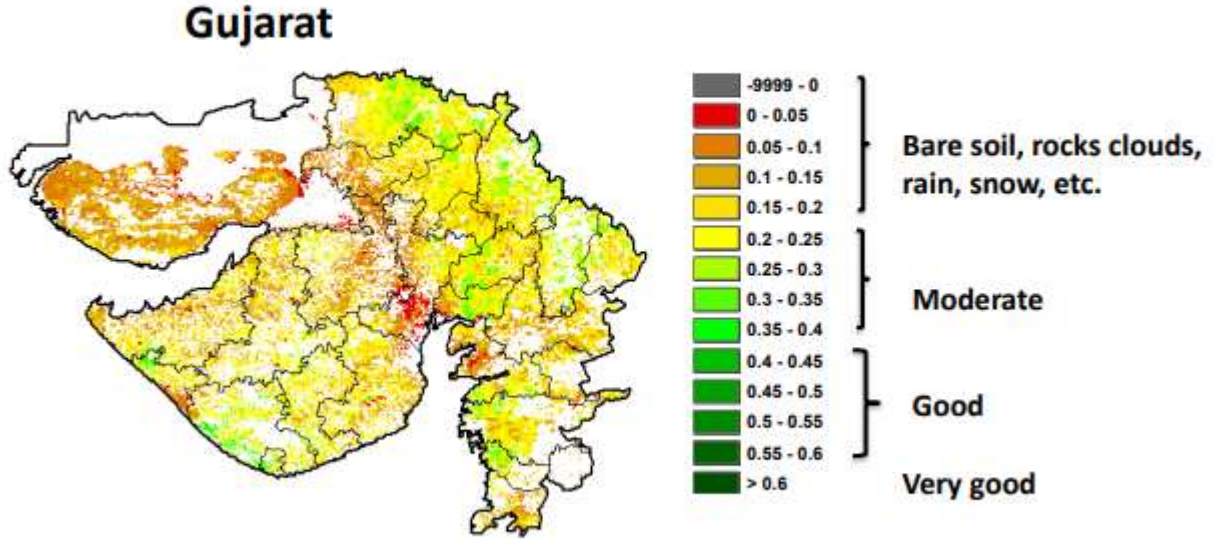 Gujarat
-9999 - 0
0 - 0.05
0.05 - 0.1
0.1 - 0.15
0.15 - 0.2
Bare soil, rocks clouds,
rain, snow, etc.
0.2 - 0.25
0.25 - 0.3
0.3 - 0.35
0.35 - 0.4
Moderate
0.4 - 0.45
0.45 - 0.5
0.5 - 0.55
0.55 - 0.6
Good
> 0.6
Very good